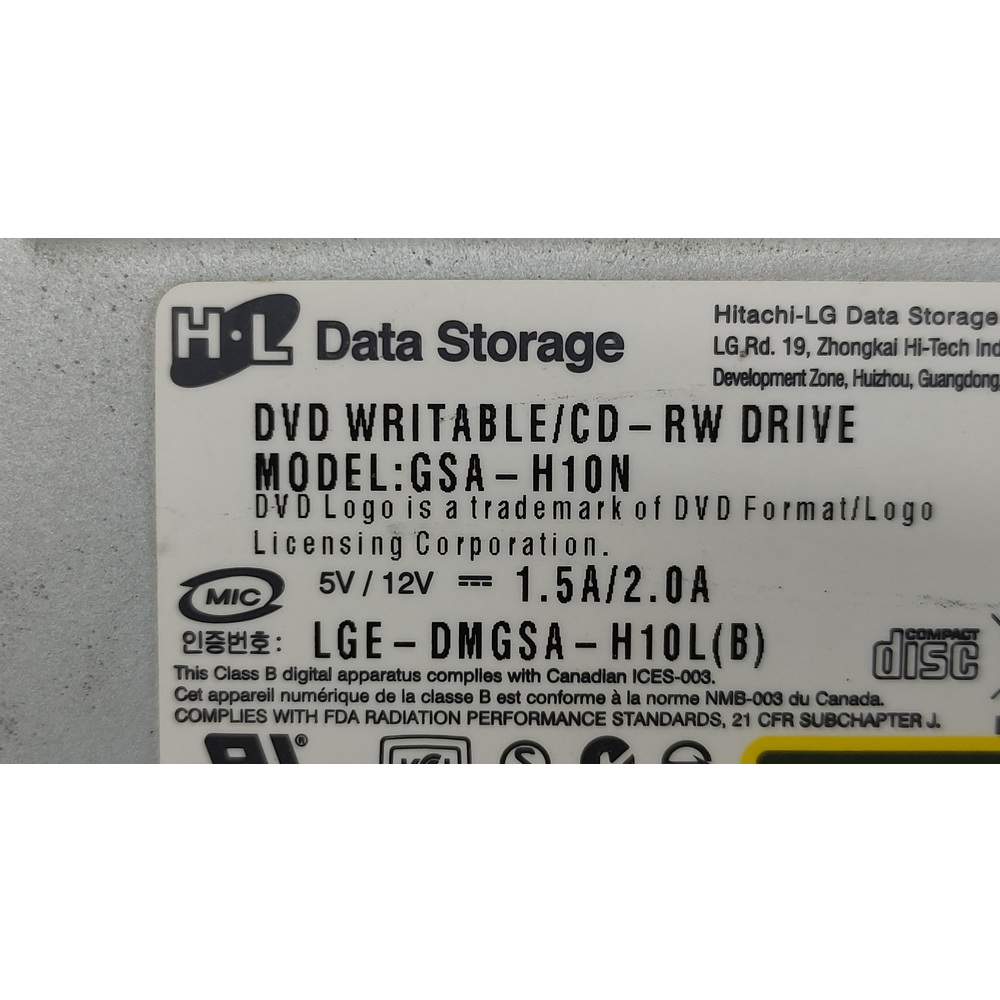 H·L Data Storage
Hitachi-LG Data Storage
LG Rd. 19, Zhongkai Hi-Tech Ind
Development Zone, Huizhou, Guangdong,
DVD WRITABLE/CD-RW DRIVE
MODEL:GSA-H10N
DVD Logo is a trademark of DVD Format/Logo
Licensing Corporation.
MIC 5V / 12V ⎓ 1.5A/2.0A
인증번호: LGE-DMGSA-H10L(B)
COMPACT
disc
This Class B digital apparatus complies with Canadian ICES-003.
Cet appareil numérique de la classe B est conforme à la norme NMB-003 du Canada.
COMPLIES WITH FDA RADIATION PERFORMANCE STANDARDS, 21 CFR SUBCHAPTER J.